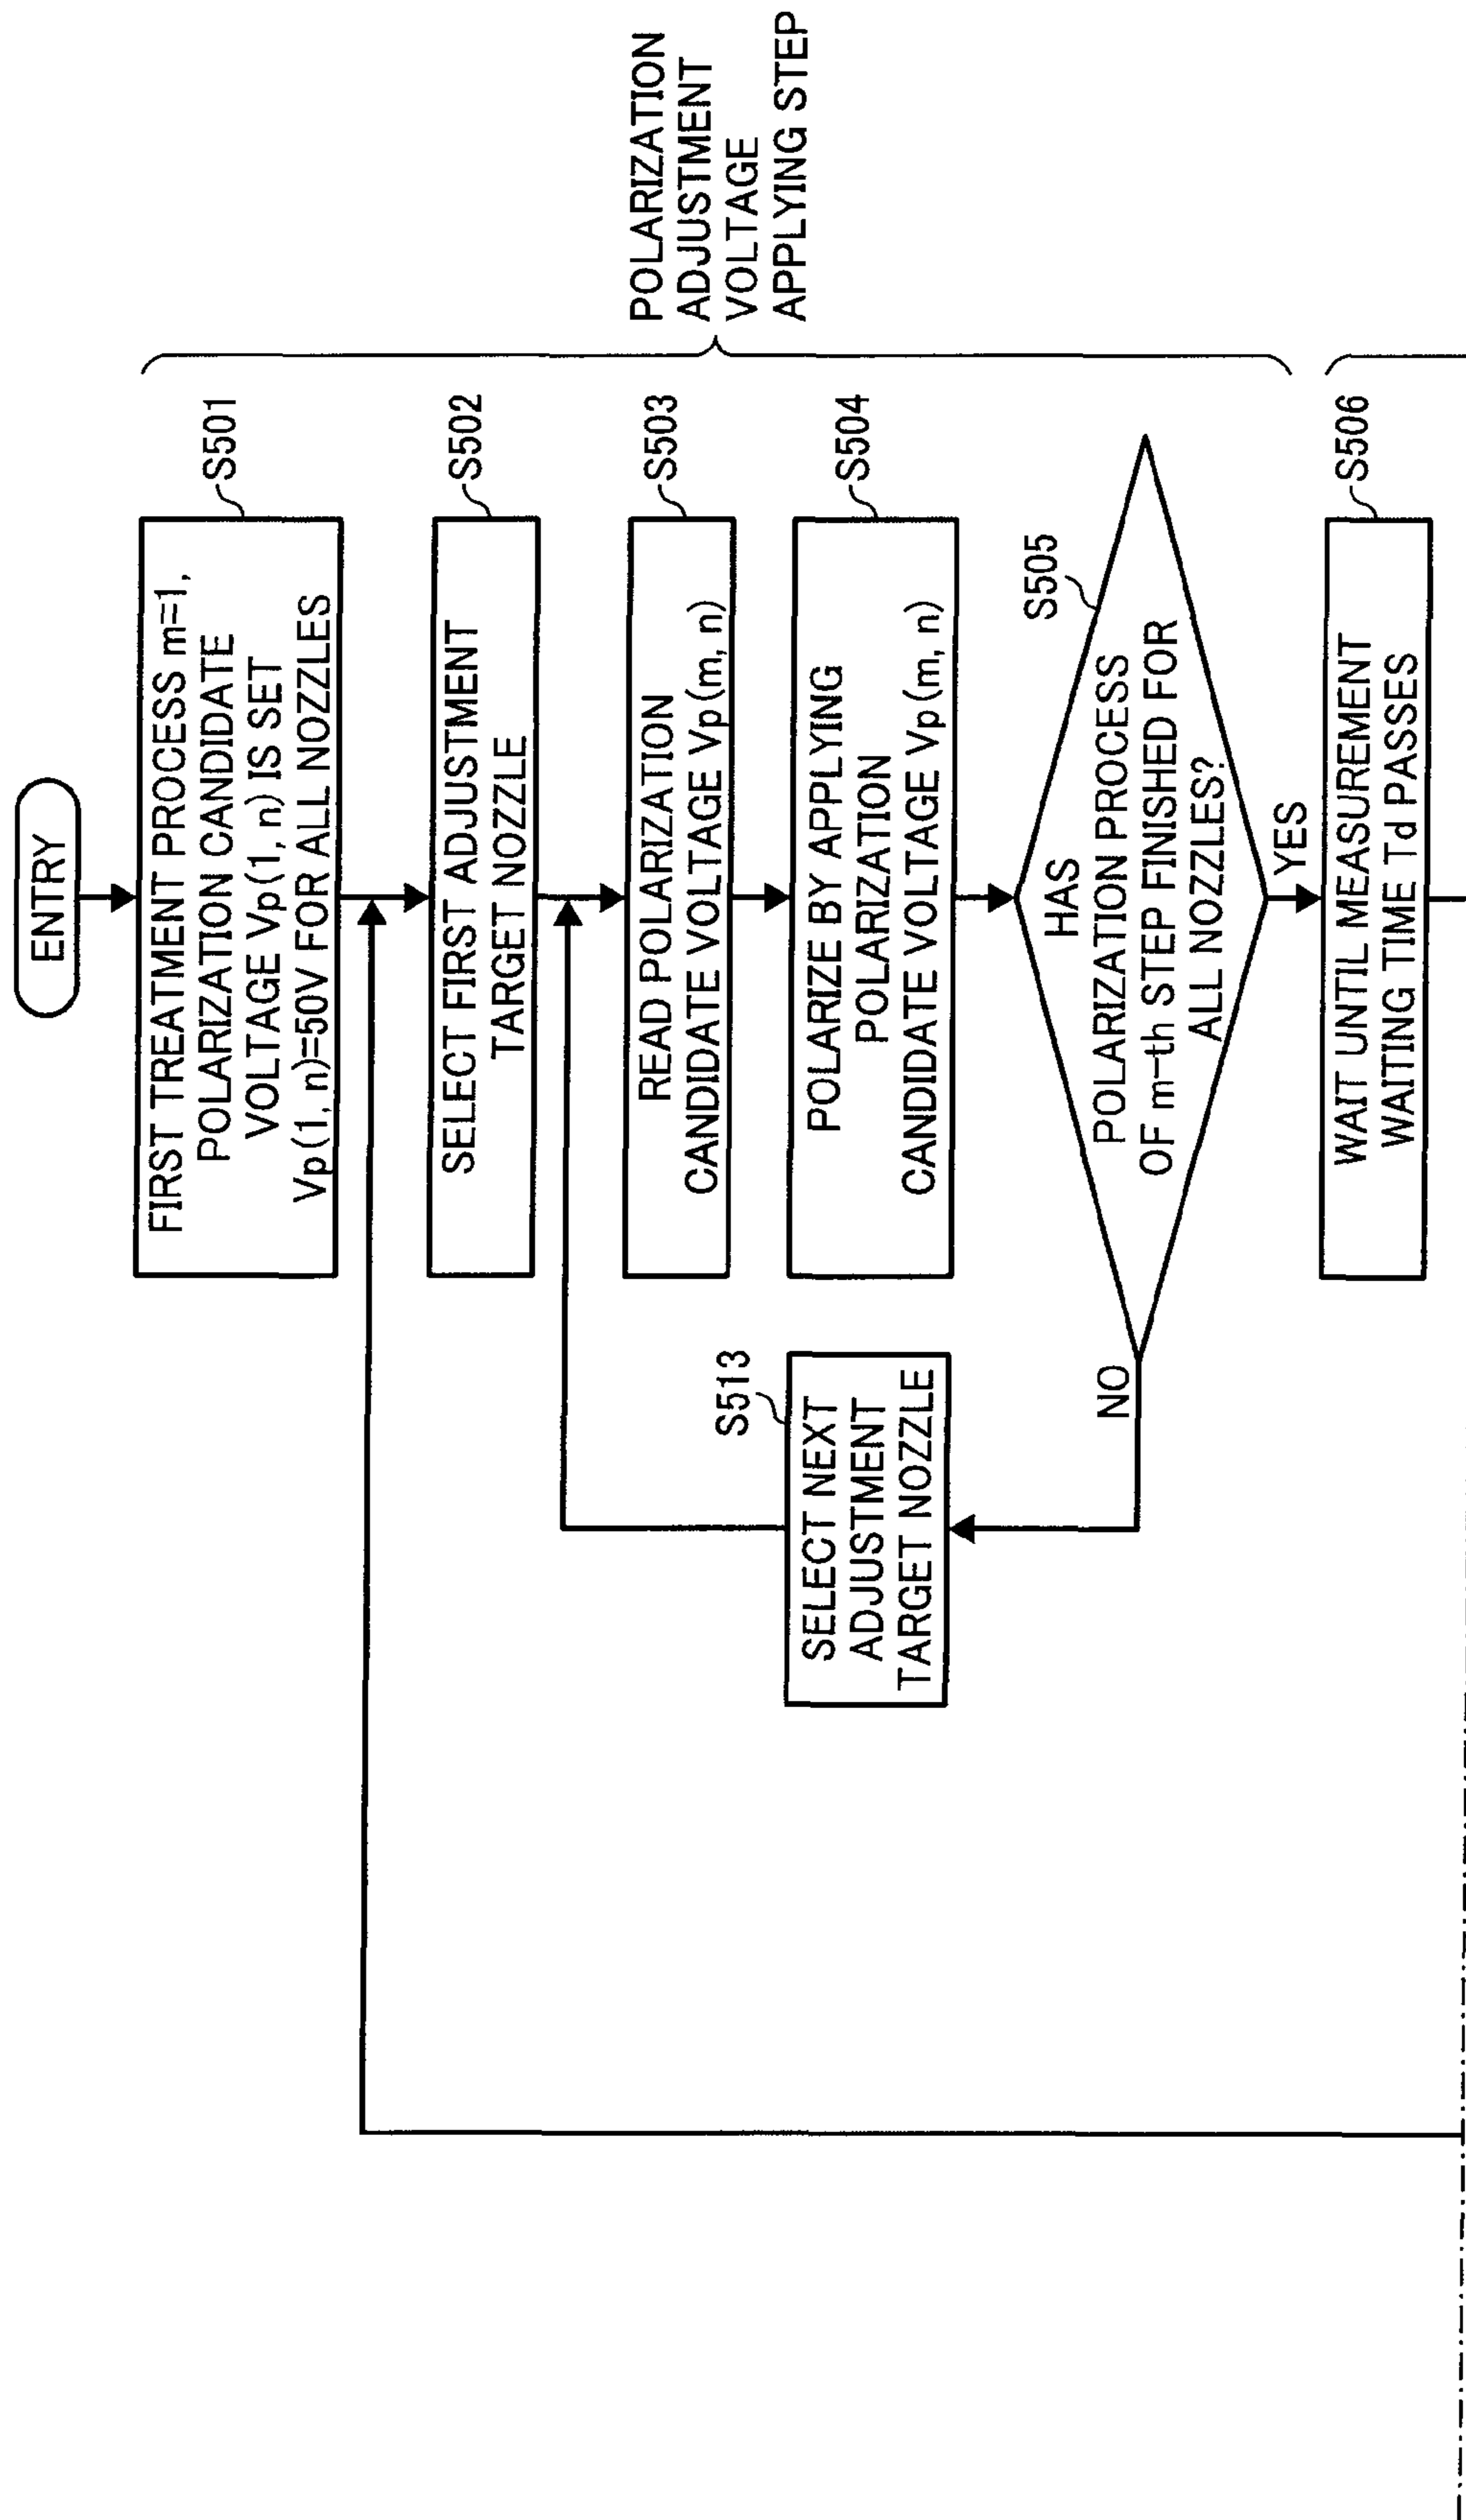 ENTRY
FIRST TREATMENT PROCESS m=1,
POLARIZATION CANDIDATE
VOLTAGE Vp(1, n) IS SET
Vp(1, n)=50V FOR ALL NOZZLES
S501
SELECT FIRST ADJUSTMENT
TARGET NOZZLE
S502
READ POLARIZATION
CANDIDATE VOLTAGE Vp(m, n)
S503
POLARIZE BY APPLYING
POLARIZATION
CANDIDATE VOLTAGE Vp(m, n)
S504
HAS
POLARIZATION PROCESS
OF m-th STEP FINISHED FOR
ALL NOZZLES?
S505
NO
YES
SELECT NEXT
ADJUSTMENT
TARGET NOZZLE
S513
WAIT UNTIL MEASUREMENT
WAITING TIME Td PASSES
S506
POLARIZATION
ADJUSTMENT
VOLTAGE
APPLYING STEP